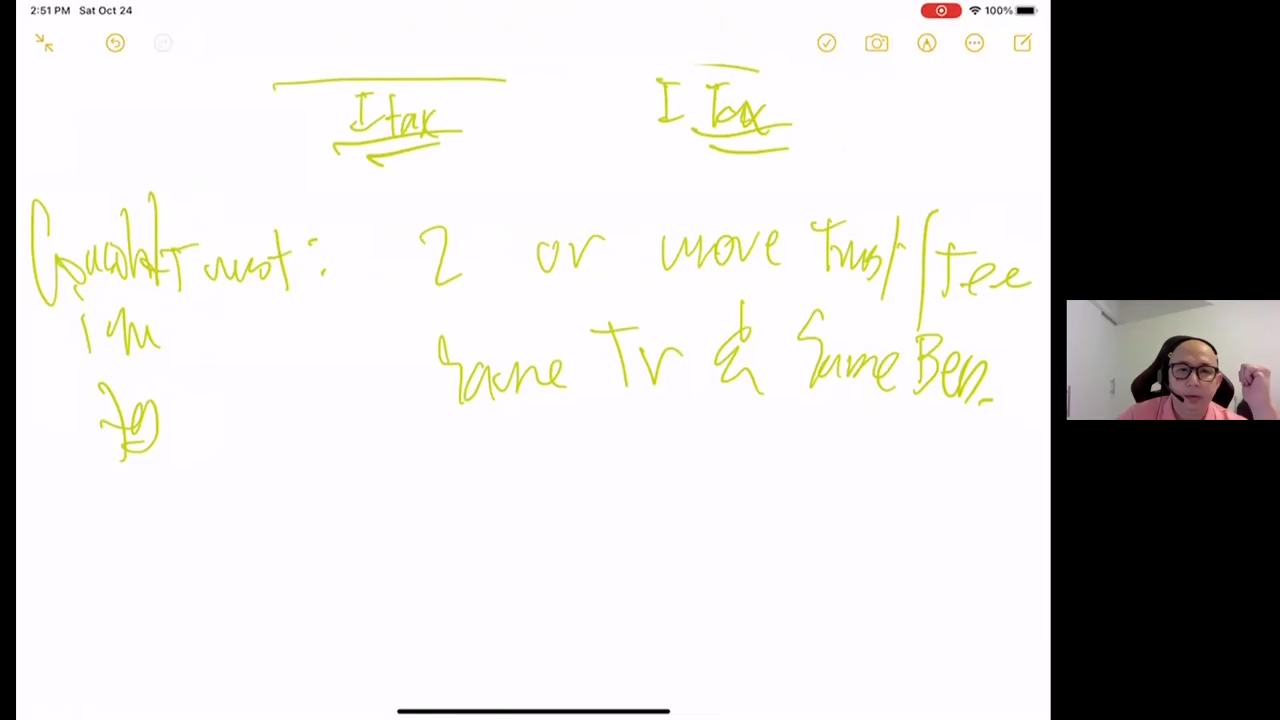 2:51 PM Sat Oct 24
100%
I tax
I Tax
Trust: 2 or more Trust/Tee
Same Tr & Same Ben.